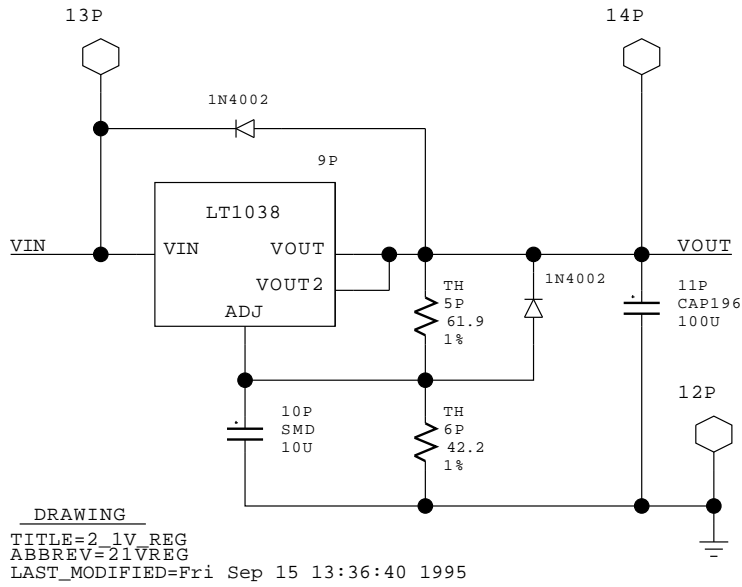 13P
14P
1N4002
9P
LT1038
VIN
VIN
VOUT
VOUT
VOUT2
ADJ
1N4002
TH
5P
61.9
1%
11P
CAP196
100U
10P
SMD
10U
TH
6P
42.2
1%
12P
DRAWING
TITLE=2_1V_REG
ABBREV=21VREG
LAST_MODIFIED=Fri Sep 15 13:36:40 1995